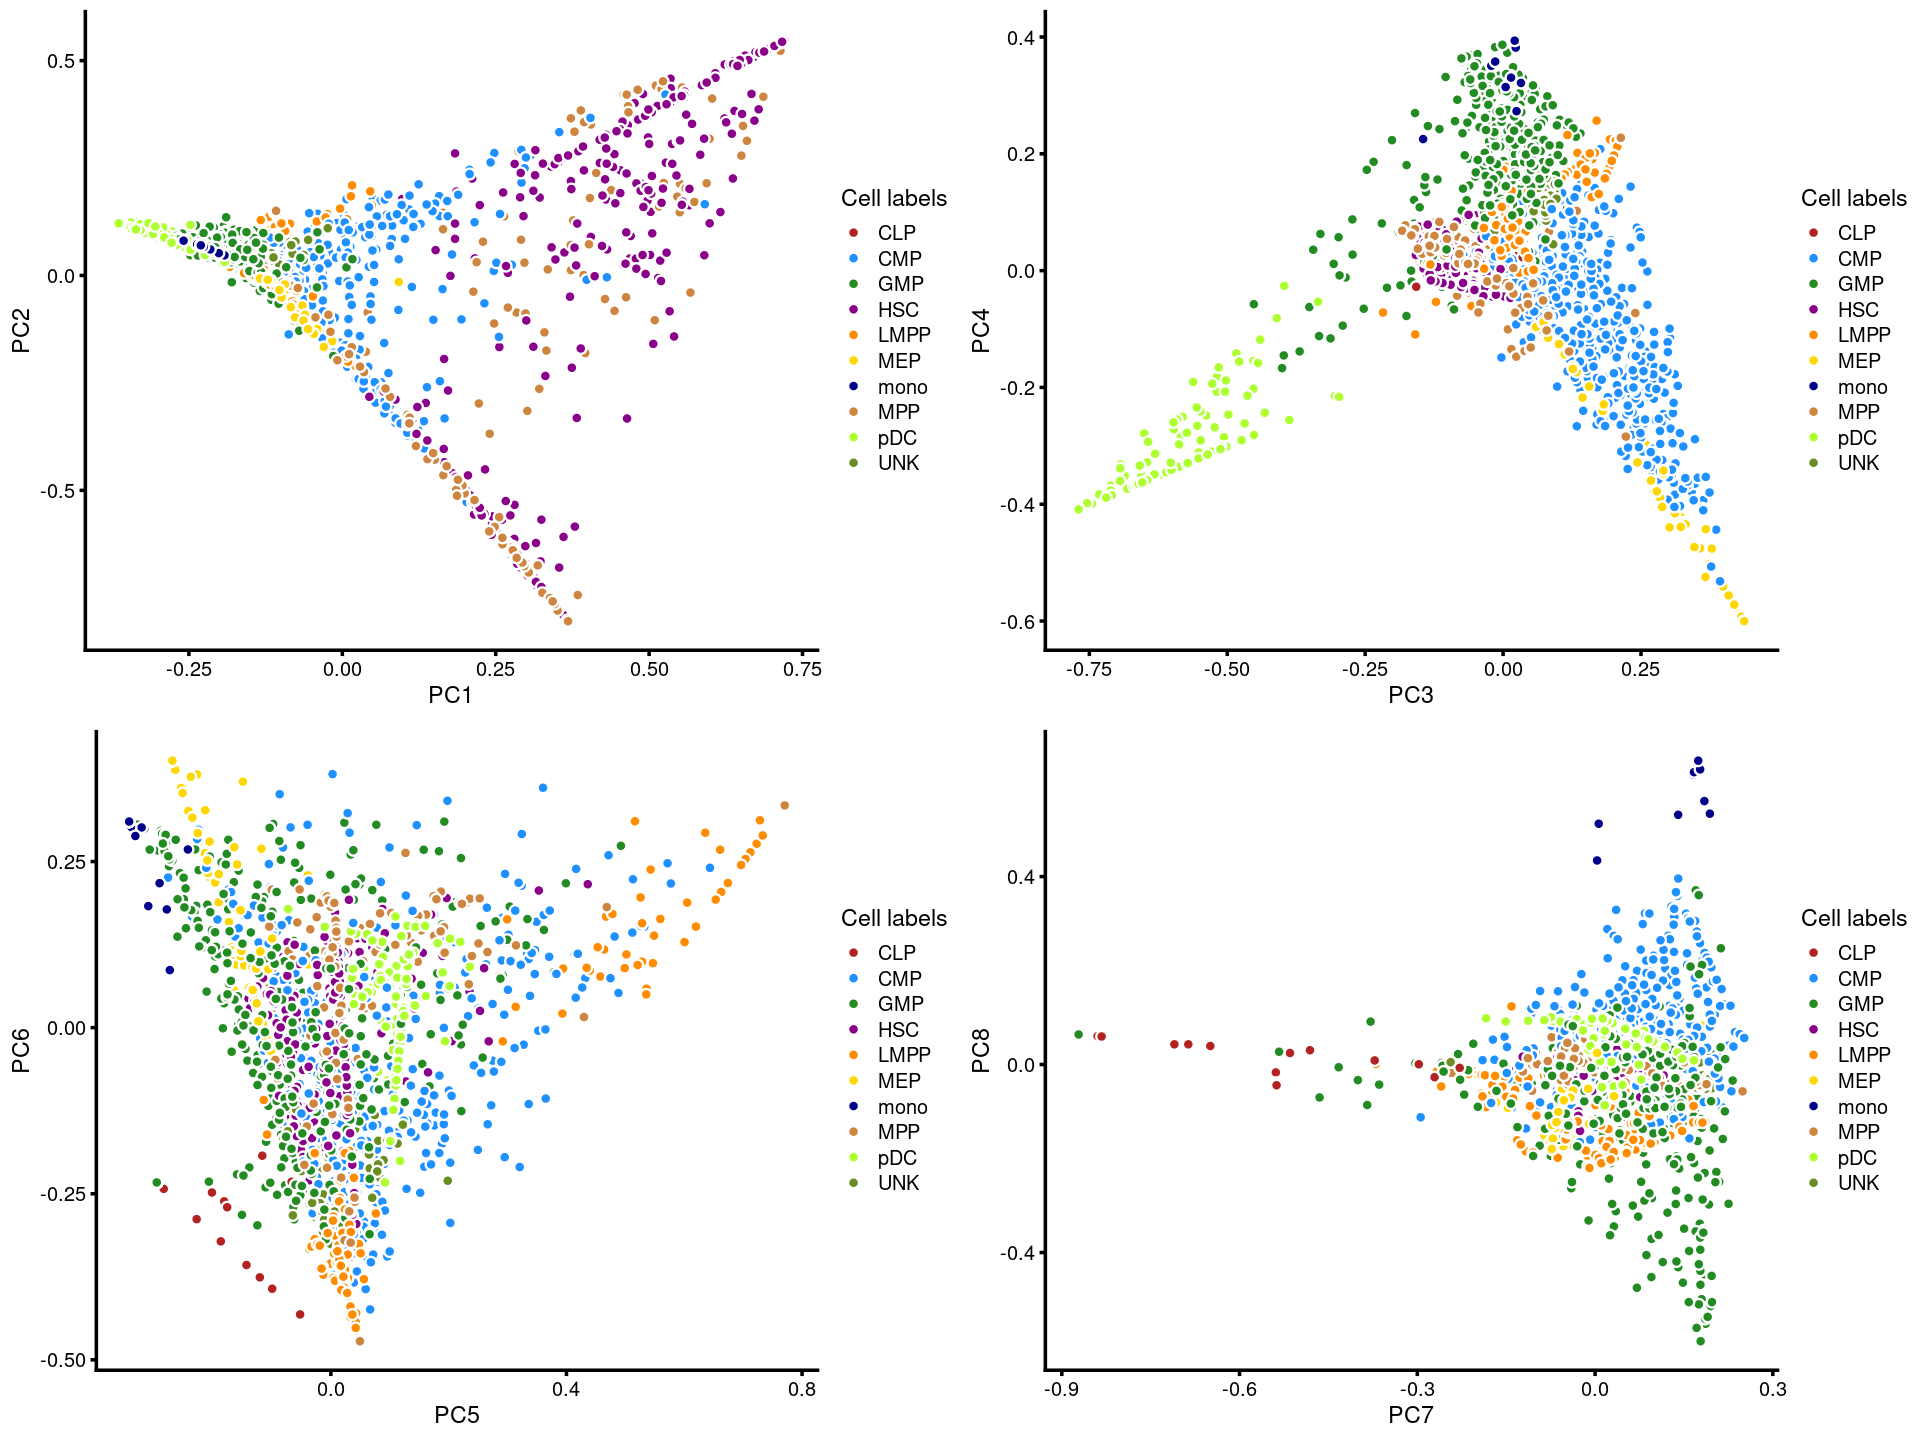 0.5
0.0
-0.5
PC2
-0.25
0.00
0.25
0.50
0.75
PC1
Cell labels
CLP
CMP
GMP
HSC
LMPP
MEP
mono
MPP
pDC
UNK
0.4
0.2
0.0
-0.2
-0.4
-0.6
PC4
-0.75
-0.50
-0.25
0.00
0.25
PC3
Cell labels
CLP
CMP
GMP
HSC
LMPP
MEP
mono
MPP
pDC
UNK
0.25
0.00
-0.25
-0.50
PC6
0.0
0.4
0.8
PC5
Cell labels
CLP
CMP
GMP
HSC
LMPP
MEP
mono
MPP
pDC
UNK
0.4
0.0
-0.4
PC8
-0.9
-0.6
-0.3
0.0
0.3
PC7
Cell labels
CLP
CMP
GMP
HSC
LMPP
MEP
mono
MPP
pDC
UNK